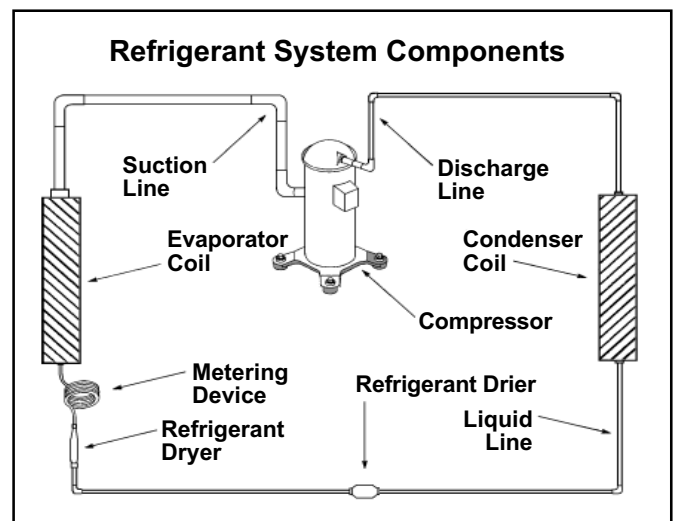 Refrigerant System Components
Suction
Line
Discharge
Line
Evaporator
Coil
Condenser
Coil
Compressor
Metering
Device
Refrigerant Drier
Refrigerant
Dryer
Liquid
Line